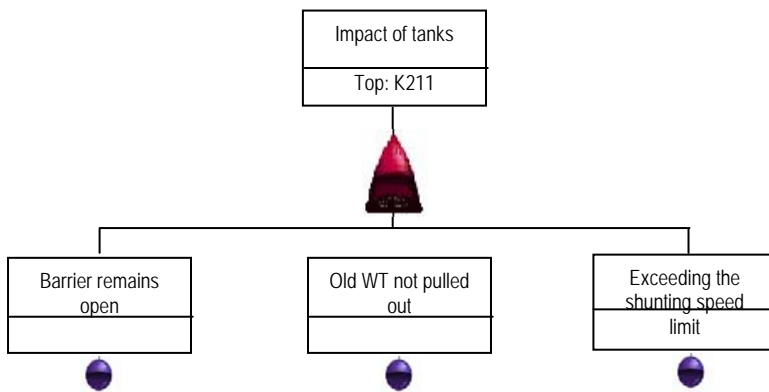 Impact of tanks
Top: K211
Barrier remains
open
Old WT not pulled
out
Exceeding the
shunting speed
limit